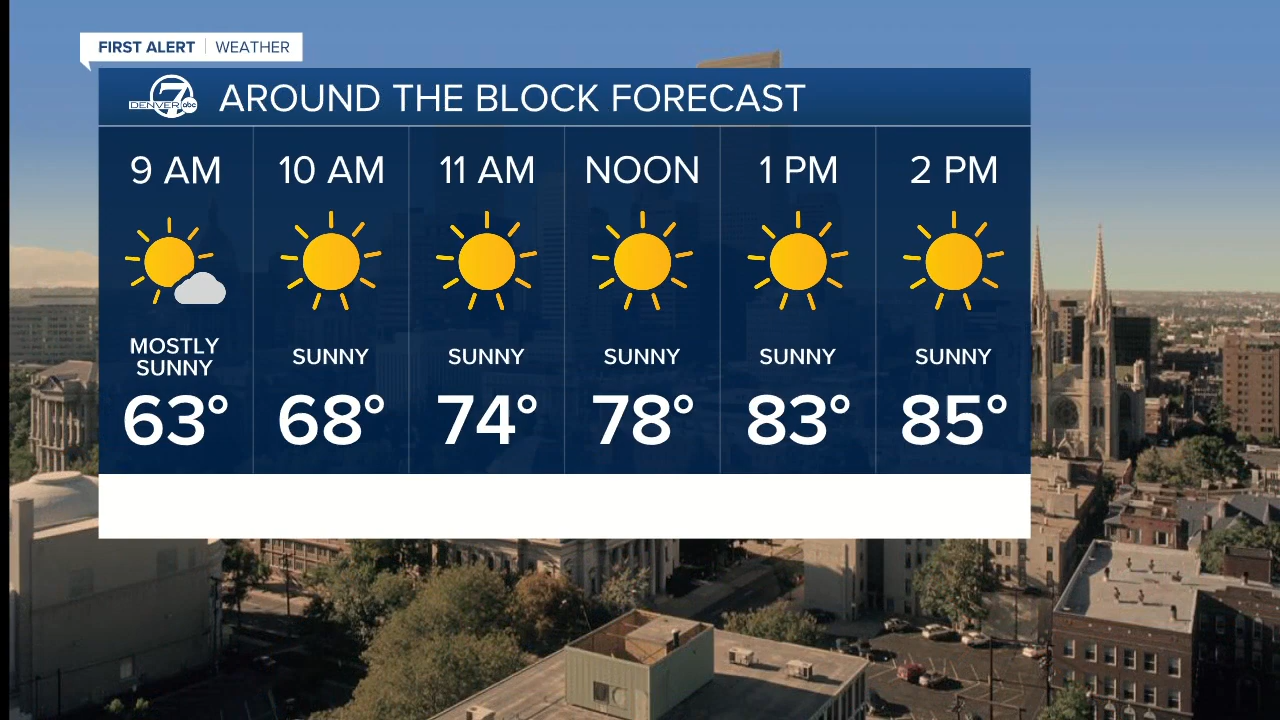 FIRST ALERT | WEATHER
DENVER 7 abc
AROUND THE BLOCK FORECAST
9 AM 10 AM 11 AM NOON 1 PM 2 PM
MOSTLY SUNNY SUNNY SUNNY SUNNY SUNNY SUNNY
63° 68° 74° 78° 83° 85°